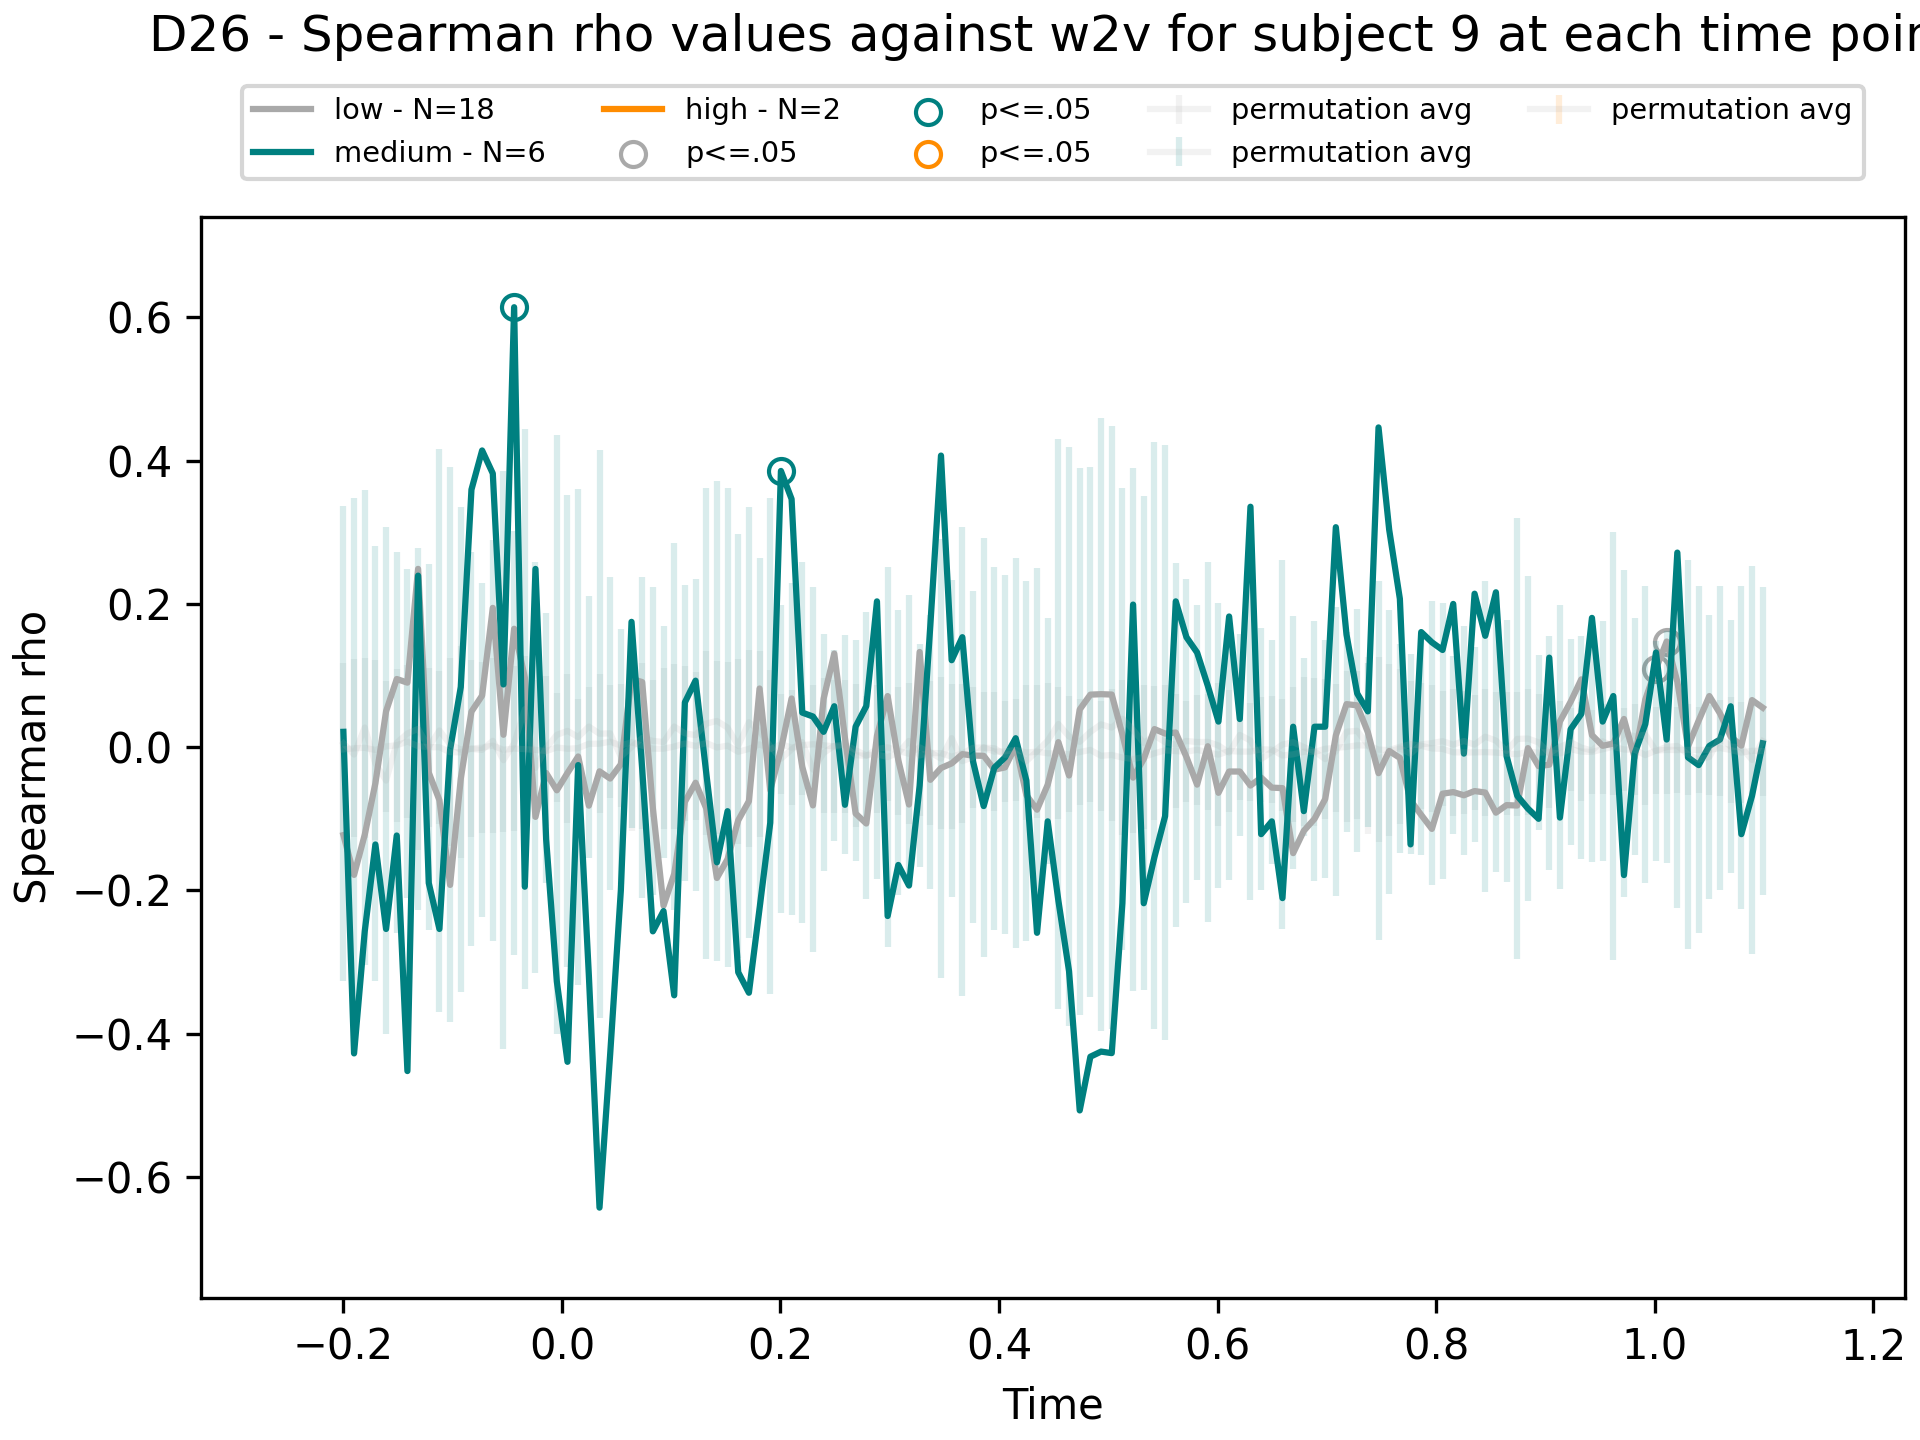 D26 - Spearman rho values against w2v for subject 9 at each time poin
low - N=18
medium - N=6
high - N=2
p<=.05
p<=.05
p<=.05
permutation avg
permutation avg
permutation avg
Spearman rho
0.6
0.4
0.2
0.0
−0.2
−0.4
−0.6
−0.2 0.0 0.2 0.4 0.6 0.8 1.0 1.2
Time